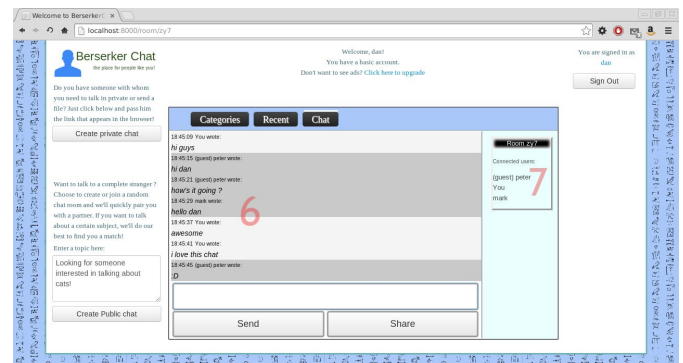 Welcome to Berserker C
localhost:8000/room/zy7
Berserker Chat
the place for people like you!
Do you have someone with whom
you need to talk in private or send a
file? Just click below and pass him
the link that appears in the browser!
Create private chat
Want to talk to a complete stranger ?
Choose to create or join a random
chat room and we'll quickly pair you
with a partner. If you want to talk
about a certain subject, we'll do our
best to find you a match!
Enter a topic here:
Looking for someone
interested in talking about
cats!
Create Public chat
Welcome, dan!
You have a basic account.
Don't want to see ads? Click here to upgrade
You are signed in as
dan
Sign Out
Categories Recent Chat
18:45:09 You wrote:
hi guys
18:45:15 (guest) peter wrote:
hi dan
18:45:21 (guest) peter wrote:
how's it going ?
18:45:29 mark wrote:
hello dan
18:45:37 You wrote:
awesome
18:45:41 You wrote:
i love this chat
18:45:45 (guest) peter wrote:
:D
6
Send Share
Room zy7
Connected users:
(guest) peter
You
mark
7